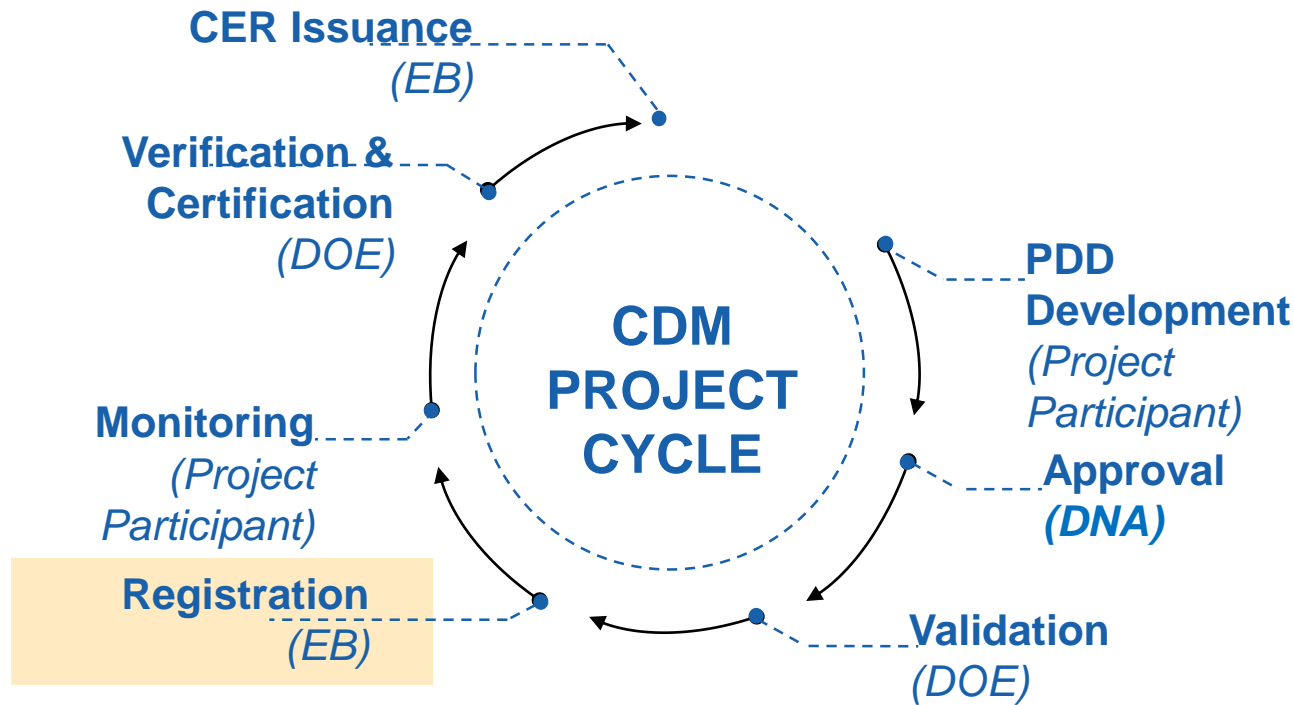 CER Issuance
(EB)
Verification &
Certification
(DOE)
PDD
Development
(Project
Participant)
CDM
PROJECT
CYCLE
Monitoring
(Project
Participant)
Approval
(DNA)
Registration
(EB)
Validation
(DOE)